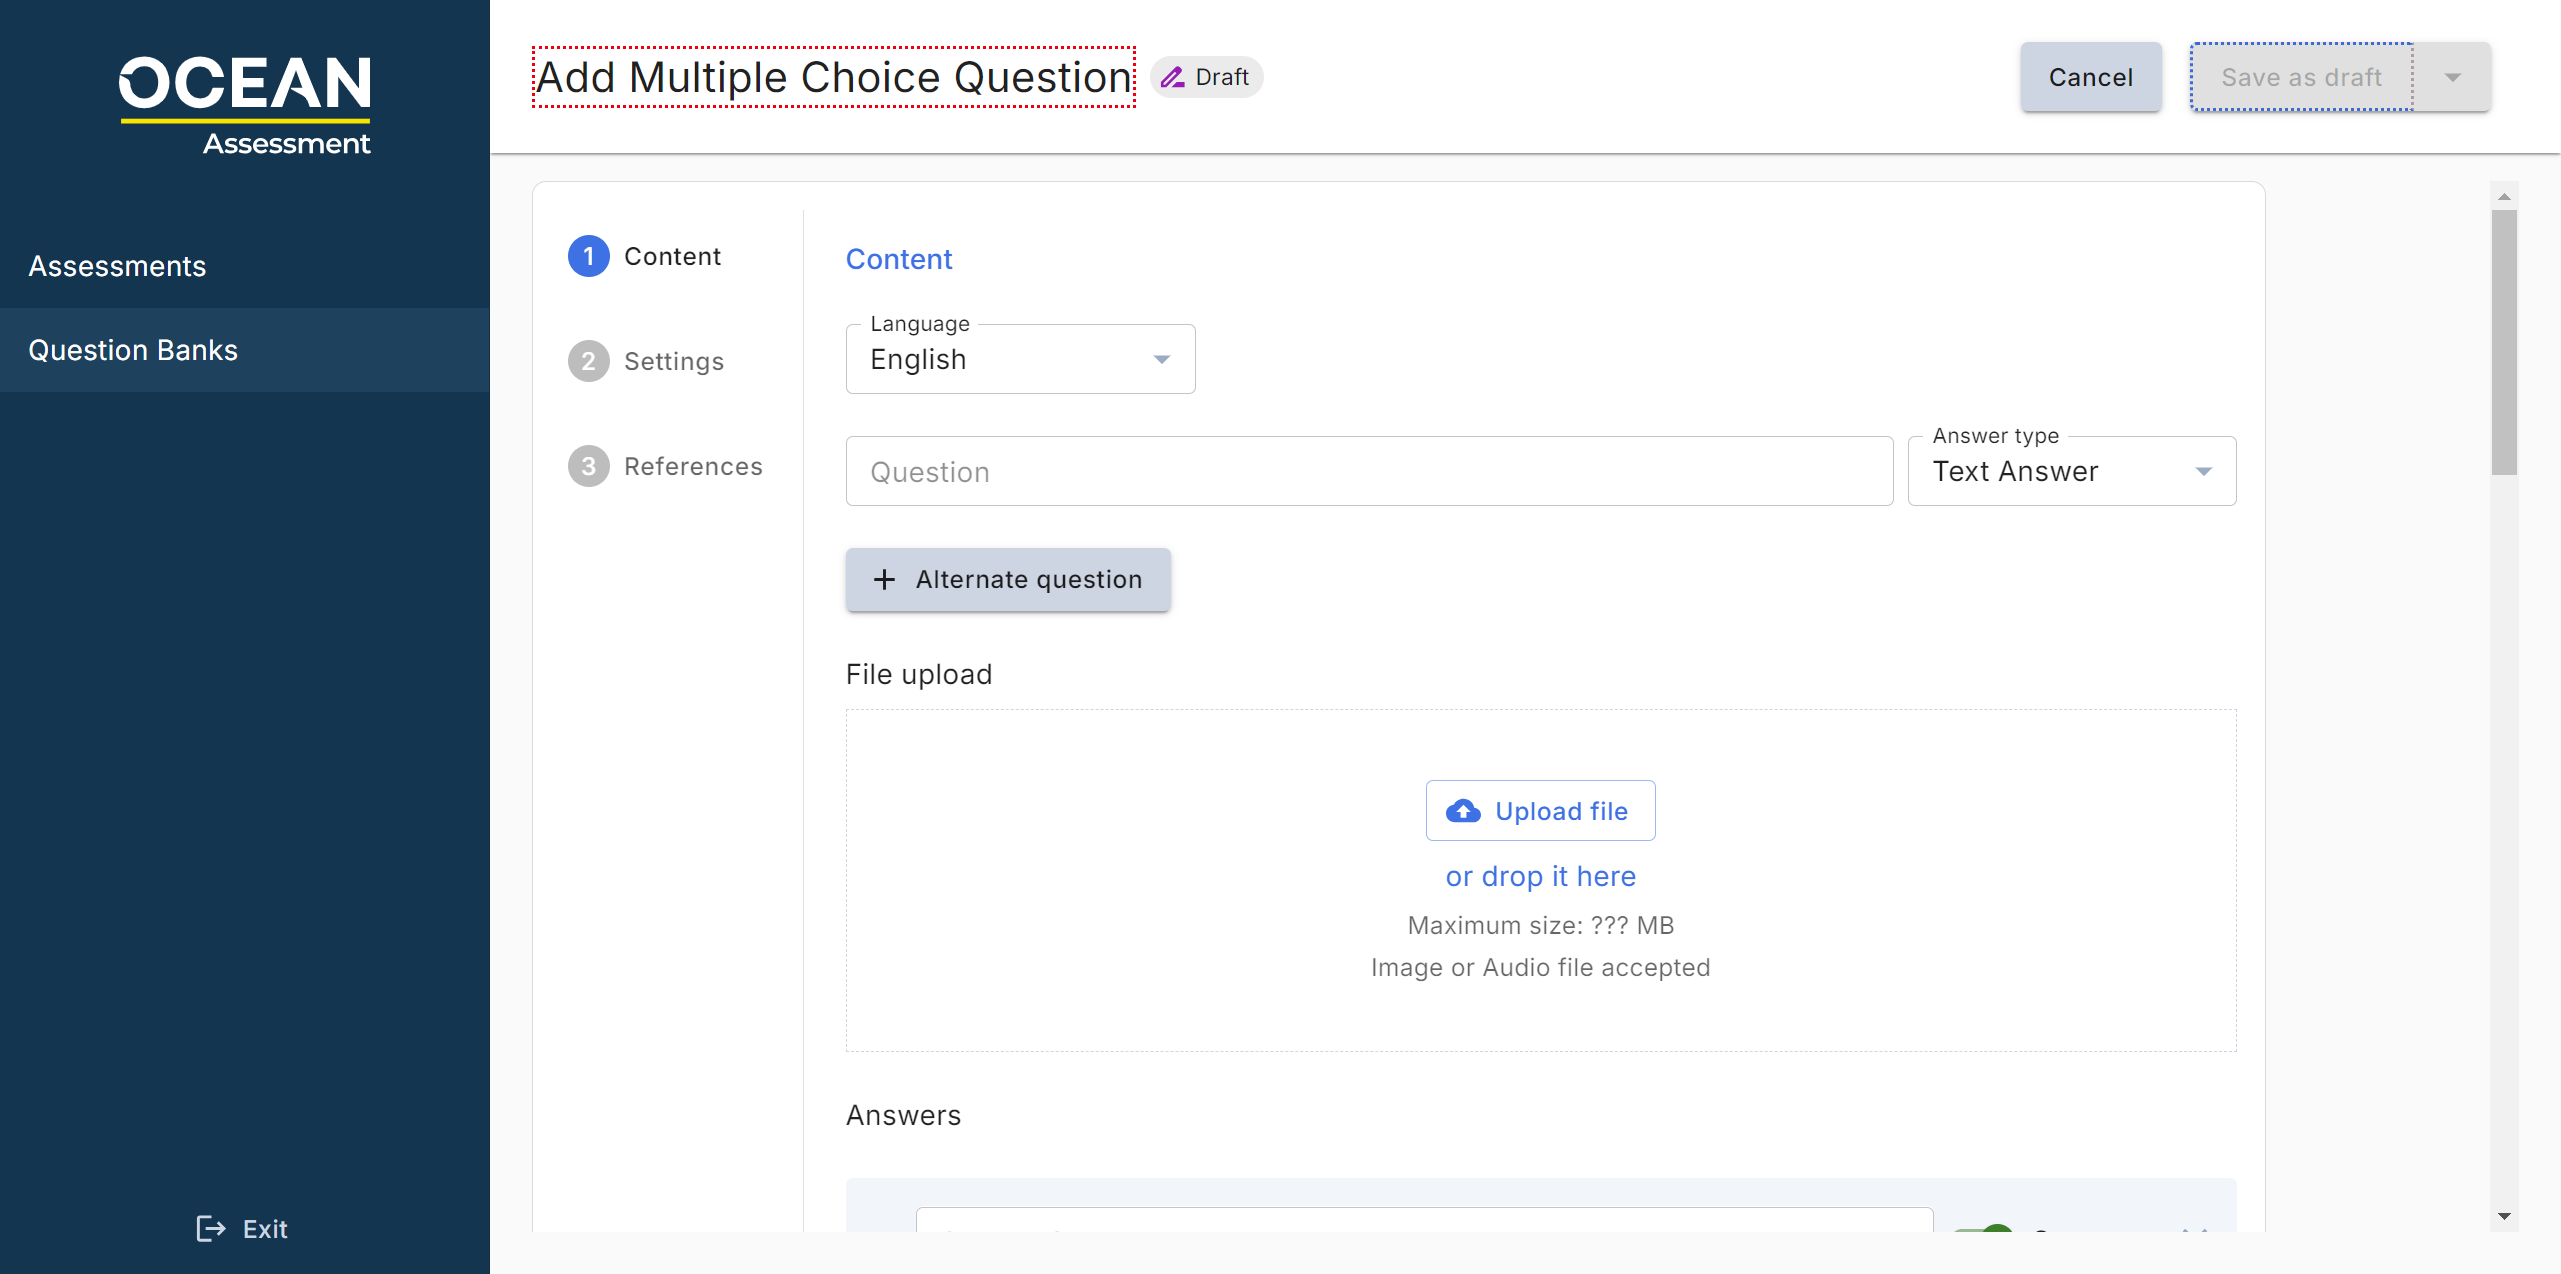 OCEAN
Assessment
Assessments
Question Banks
Exit
Add Multiple Choice Question
Draft
Cancel
Save as draft
1 Content
2 Settings
3 References
Content
Language
English
Question
Answer type
Text Answer
+ Alternate question
File upload
Upload file
or drop it here
Maximum size: ??? MB
Image or Audio file accepted
Answers